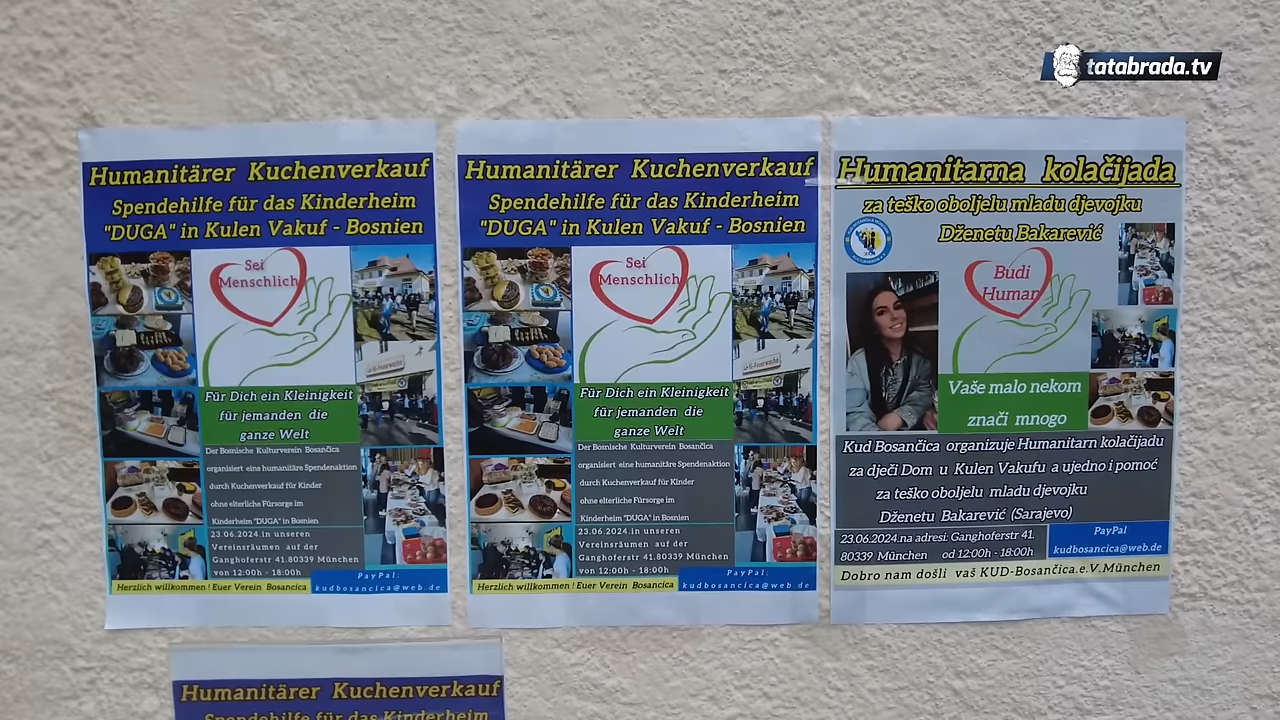 tatabrada.tv
Humanitärer Kuchenverkauf
Spendehilfe für das Kinderheim
"DUGA" in Kulen Vakuf - Bosnien
Sei
Menschlich
Für Dich ein Kleinigkeit
für jemanden die
ganze Welt
Der Bosnische Kulturverein Bosančica
organisiert eine humanitäre Spendenaktion
durch Kuchenverkauf für Kinder
ohne elterliche Fürsorge im
Kinderheim "DUGA" in Bosnien
23.06.2024.in unseren
Vereinsräumen auf der
Ganghoferstr 41.80339 München
von 12:00h - 18:00h
Herzlich willkommen ! Euer Verein Bosancica
PayPal:
kudbosancica@web.de
Humanitärer Kuchenverkauf
Spendehilfe für das Kinderheim
"DUGA" in Kulen Vakuf - Bosnien
Sei
Menschlich
Für Dich ein Kleinigkeit
für jemanden die
ganze Welt
Der Bosnische Kulturverein Bosančica
organisiert eine humanitäre Spendenaktion
durch Kuchenverkauf für Kinder
ohne elterliche Fürsorge im
Kinderheim "DUGA" in Bosnien
23.06.2024.in unseren
Vereinsräumen auf der
Ganghoferstr 41.80339 München
von 12:00h - 18:00h
Herzlich willkommen ! Euer Verein Bosancica
PayPal:
kudbosancica@web.de
Humanitarna kolačijada
za teško oboljelu mladu djevojku
Dženetu Bakarević
Budi
Human
Vaše malo nekom
znači mnogo
Kud Bosančica organizuje Humanitarn kolačijadu
za dječi Dom u Kulen Vakufu a ujedno i pomoć
za teško oboljelu mladu djevojku
Dženetu Bakarević (Sarajevo)
23.06.2024.na adresi: Ganghoferstr 41.
80339 München od 12:00h - 18:00h
PayPal
kudbosancica@web.de
Dobro nam došli vaš KUD-Bosančica.e.V.München
Humanitärer Kuchenverkauf
Spendehilfe für das Kinderheim